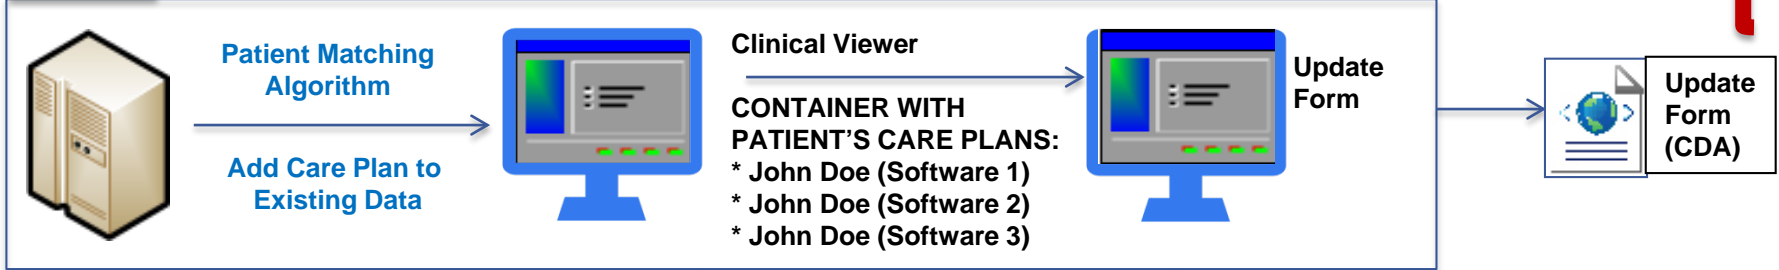 Patient Matching
Algorithm
Add Care Plan to
Existing Data
Clinical Viewer
CONTAINER WITH
PATIENT’S CARE PLANS:
* John Doe (Software 1)
* John Doe (Software 2)
* John Doe (Software 3)
Update
Form
Update
Form
(CDA)